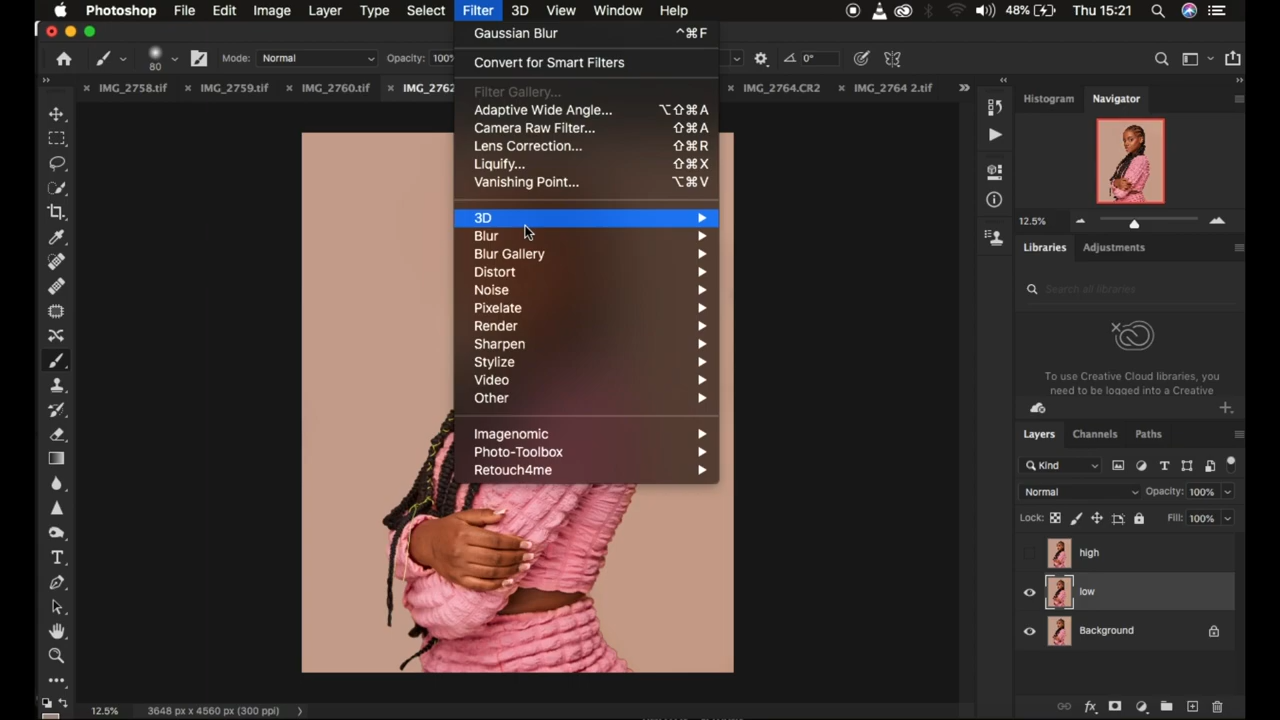 Photoshop File Edit Image Layer Type Select Filter 3D View Window Help 48% Thu 15:21
80 Mode: Normal Opacity: 100% 0°
IMG_2758.tif IMG_2759.tif IMG_2760.tif IMG_2762 IMG_2764.CR2 IMG_2764 2.tif
Gaussian Blur ^⌘F
Convert for Smart Filters
Filter Gallery...
Adaptive Wide Angle... ⌥⇧⌘A
Camera Raw Filter... ⇧⌘A
Lens Correction... ⇧⌘R
Liquify... ⇧⌘X
Vanishing Point... ⌥⌘V
3D
Blur
Blur Gallery
Distort
Noise
Pixelate
Render
Sharpen
Stylize
Video
Other
Imagenomic
Photo-Toolbox
Retouch4me
Histogram Navigator
12.5%
Libraries Adjustments
Search all libraries
To use Creative Cloud libraries, you
need to be logged into a Creative
Layers Channels Paths
Kind
Normal Opacity: 100%
Lock: Fill: 100%
high
low
Background
12.5% 3648 px x 4560 px (300 ppi)